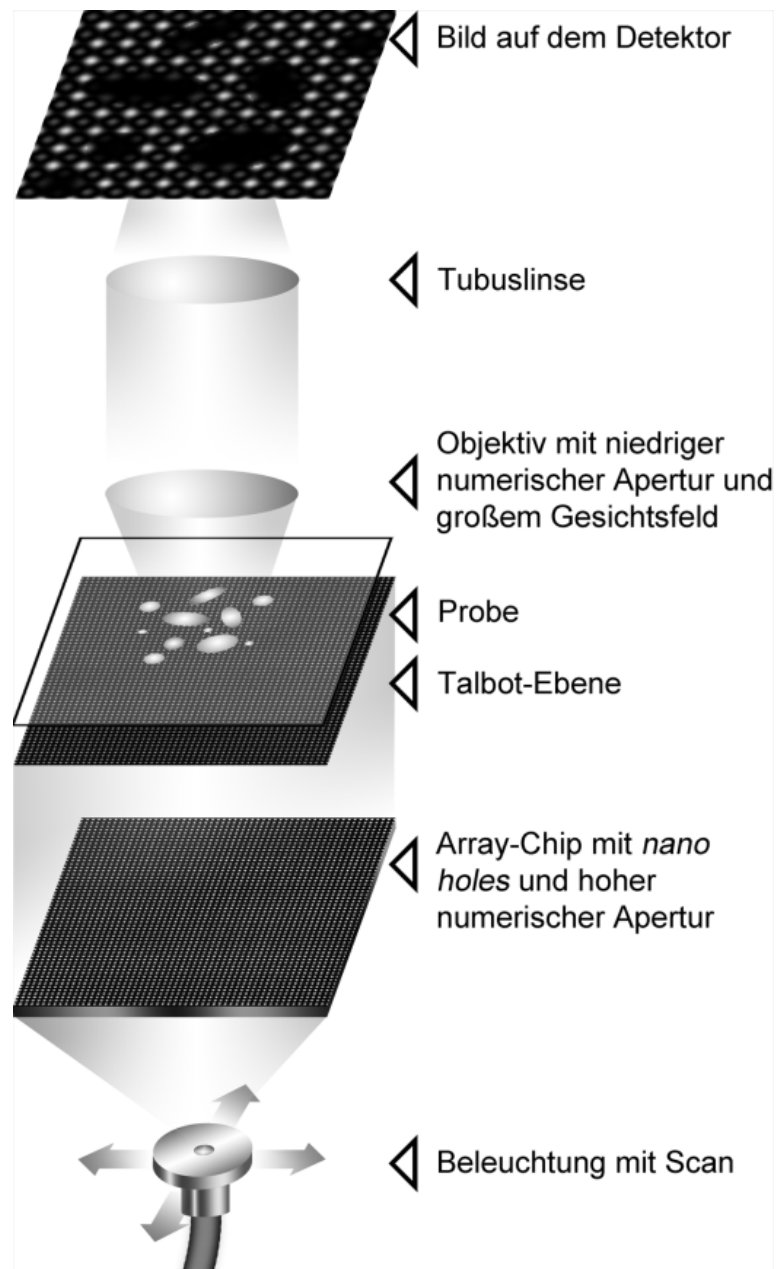 Bild auf dem Detektor
Tubuslinse
Objektiv mit niedriger
numerischer Apertur und
großem Gesichtsfeld
Probe
Talbot-Ebene
Array-Chip mit nano
holes und hoher
numerischer Apertur
Beleuchtung mit Scan